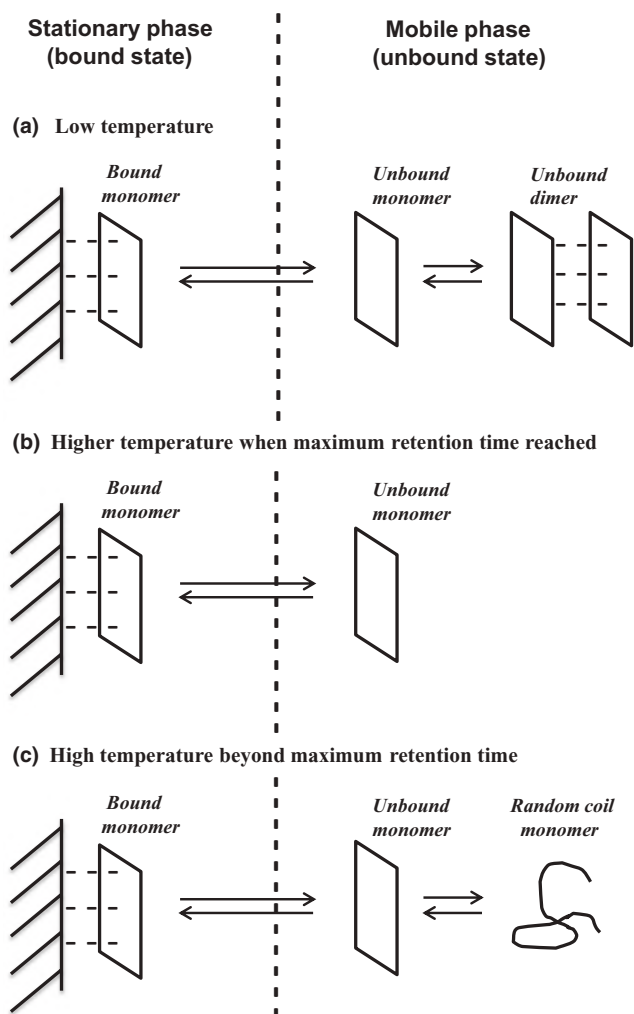 Stationary phase
(bound state)
Mobile phase
(unbound state)
(a) Low temperature
Bound
monomer
Unbound
monomer
Unbound
dimer
(b) Higher temperature when maximum retention time reached
Bound
monomer
Unbound
monomer
(c) High temperature beyond maximum retention time
Bound
monomer
Unbound
monomer
Random coil
monomer